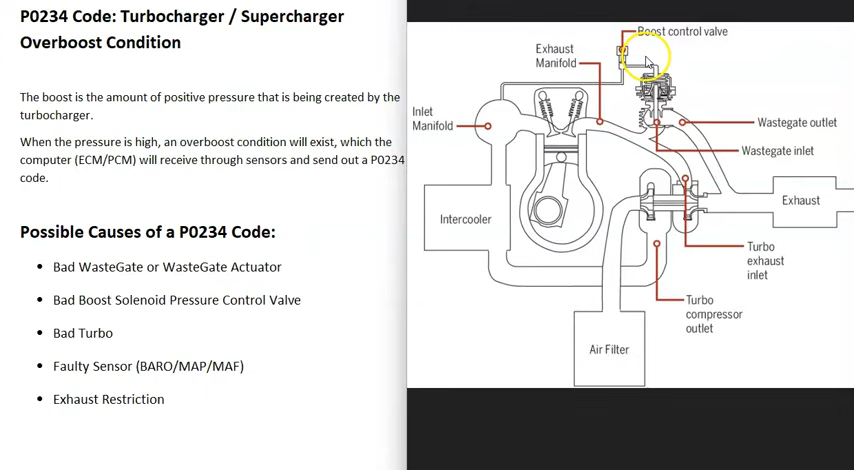 P0234 Code: Turbocharger / Supercharger
Overboost Condition
The boost is the amount of positive pressure that is being created by the
turbocharger.
When the pressure is high, an overboost condition will exist, which the
computer (ECM/PCM) will receive through sensors and send out a P0234
code.
Possible Causes of a P0234 Code:
• Bad WasteGate or WasteGate Actuator
• Bad Boost Solenoid Pressure Control Valve
• Bad Turbo
• Faulty Sensor (BARO/MAP/MAF)
• Exhaust Restriction
Boost control valve
Exhaust
Manifold
Inlet
Manifold
Wastegate outlet
Wastegate inlet
Intercooler
Exhaust
Turbo
exhaust
inlet
Turbo
compressor
outlet
Air Filter